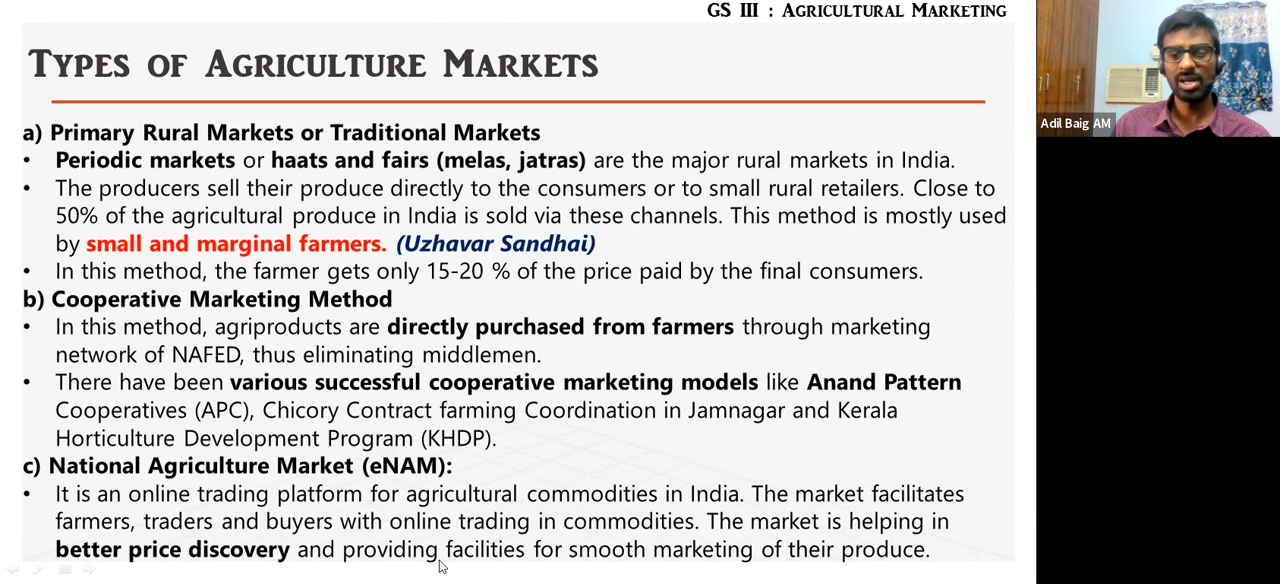 GS III : Agricultural Marketing
Types of Agriculture Markets
a) Primary Rural Markets or Traditional Markets
• Periodic markets or haats and fairs (melas, jatras) are the major rural markets in India.
• The producers sell their produce directly to the consumers or to small rural retailers. Close to
50% of the agricultural produce in India is sold via these channels. This method is mostly used
by small and marginal farmers. (Uzhavar Sandhai)
• In this method, the farmer gets only 15-20 % of the price paid by the final consumers.
b) Cooperative Marketing Method
• In this method, agriproducts are directly purchased from farmers through marketing
network of NAFED, thus eliminating middlemen.
• There have been various successful cooperative marketing models like Anand Pattern
Cooperatives (APC), Chicory Contract farming Coordination in Jamnagar and Kerala
Horticulture Development Program (KHDP).
c) National Agriculture Market (eNAM):
• It is an online trading platform for agricultural commodities in India. The market facilitates
farmers, traders and buyers with online trading in commodities. The market is helping in
better price discovery and providing facilities for smooth marketing of their produce.
Adil Baig AM